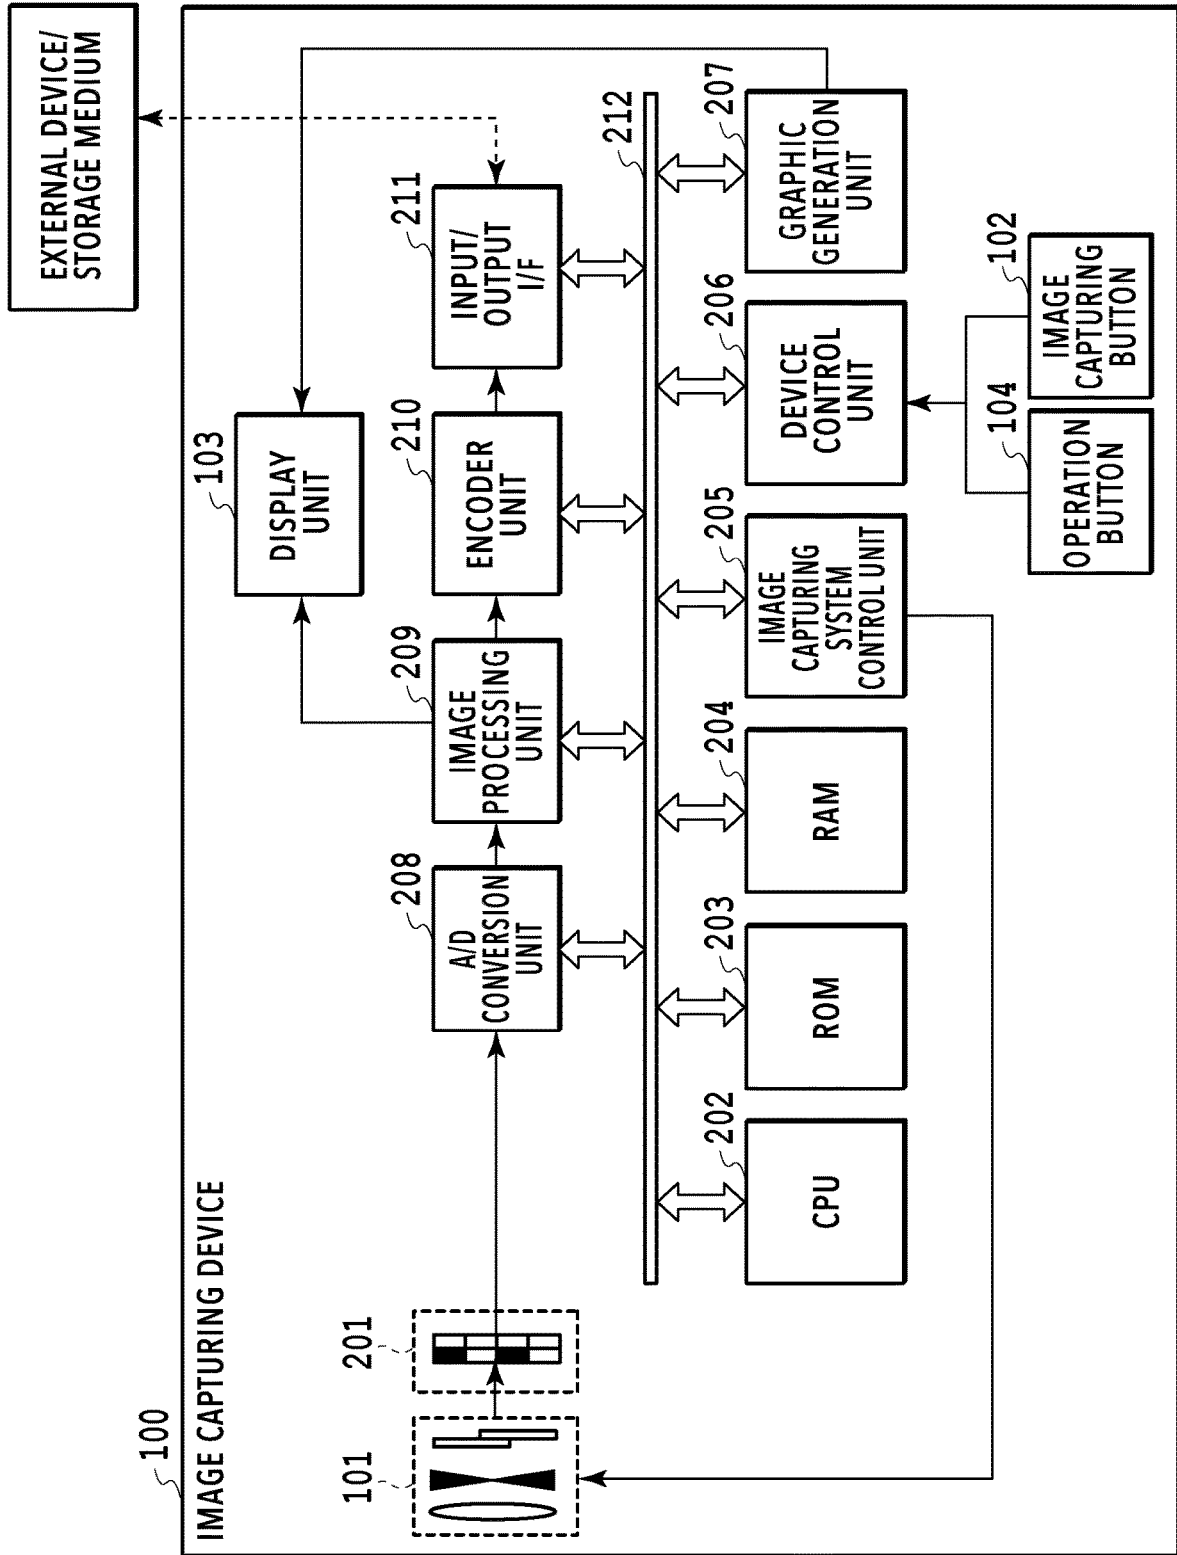 EXTERNAL DEVICE/
STORAGE MEDIUM
100
IMAGE CAPTURING DEVICE
103
DISPLAY
UNIT
101
201
208
A/D
CONVERSION
UNIT
209
IMAGE
PROCESSING
UNIT
210
ENCODER
UNIT
211
INPUT/
OUTPUT
I/F
212
202
CPU
203
ROM
204
RAM
205
IMAGE
CAPTURING
SYSTEM
CONTROL UNIT
206
DEVICE
CONTROL
UNIT
207
GRAPHIC
GENERATION
UNIT
104
OPERATION
BUTTON
102
IMAGE
CAPTURING
BUTTON